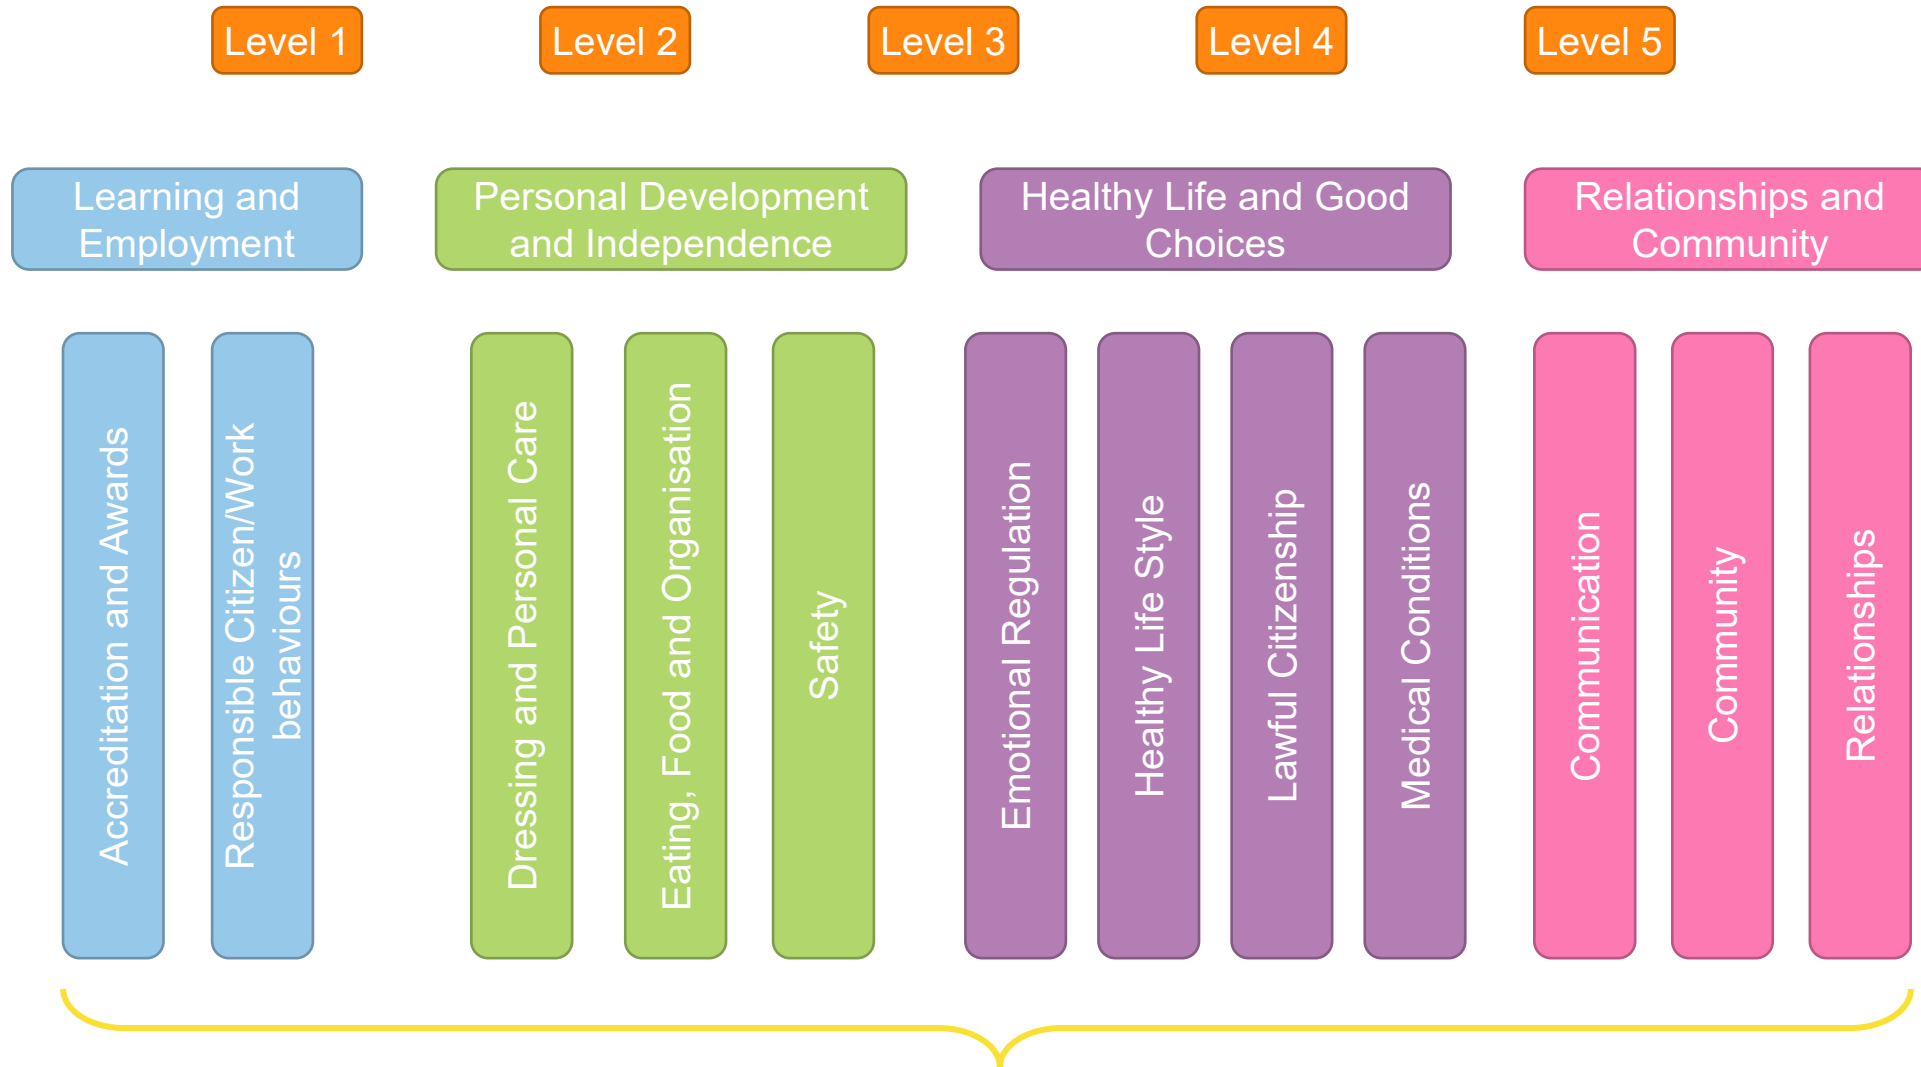 Level 1
Level 2
Level 3
Level 4
Level 5
Learning and
Employment
Personal Development
and Independence
Healthy Life and Good
Choices
Relationships and
Community
Accreditation and Awards
Responsible Citizen/Work
behaviours
Dressing and Personal Care
Eating, Food and Organisation
Safety
Emotional Regulation
Healthy Life Style
Lawful Citizenship
Medical Conditions
Communication
Community
Relationships